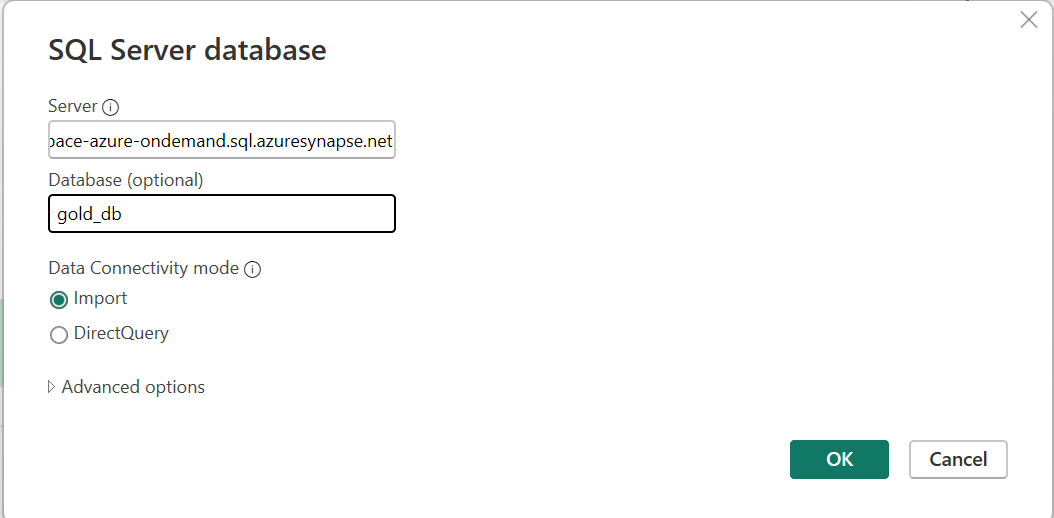 SQL Server database
Server
pace-azure-ondemand.sql.azuresynapse.net
Database (optional)
gold_db
Data Connectivity mode
Import
DirectQuery
Advanced options
OK Cancel